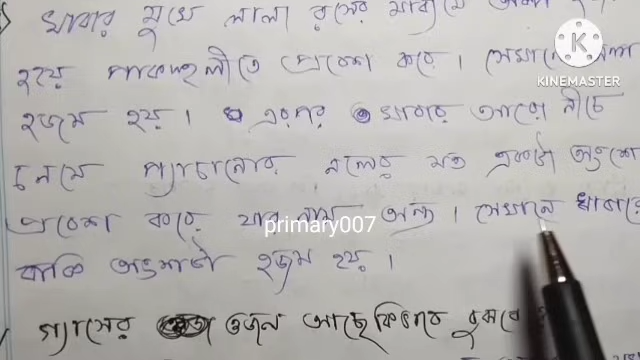 খাবার মুখে লালা রসের মাধ্যমে
হয়ে পাকস্থলীতে প্রবেশ করে। সেখানে
হজম হয়। এরপর খাবার আরো নীচে
নেমে প্যাচানোর নলের মত একটা অংশে
প্রবেশ করে যার নাম অন্ত্র। সেখানে খাবারে
বাকি অংশটা হজম হয়।
গ্যাসের ওজন আছে কিভাবে বুঝবে
KINEMASTER
primary007